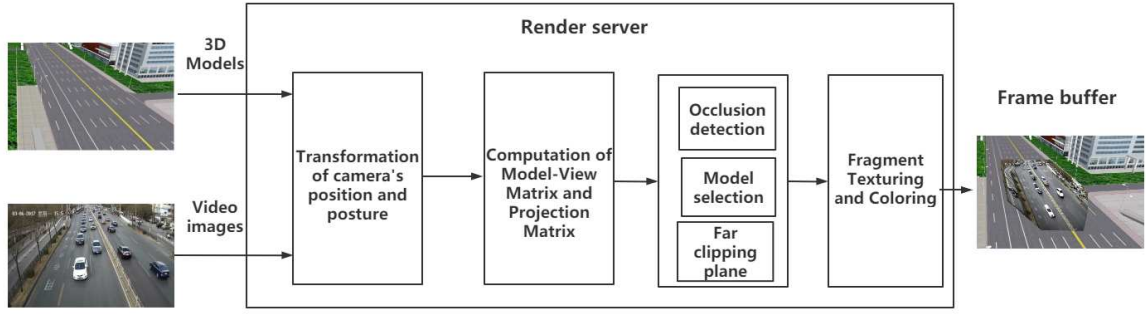 Render server
3D
Models
Video
images
Transformation
of camera's
position and
posture
Computation of
Model-View
Matrix and
Projection
Matrix
Occlusion
detection
Model
selection
Far
clipping
plane
Fragment
Texturing
and Coloring
Frame buffer